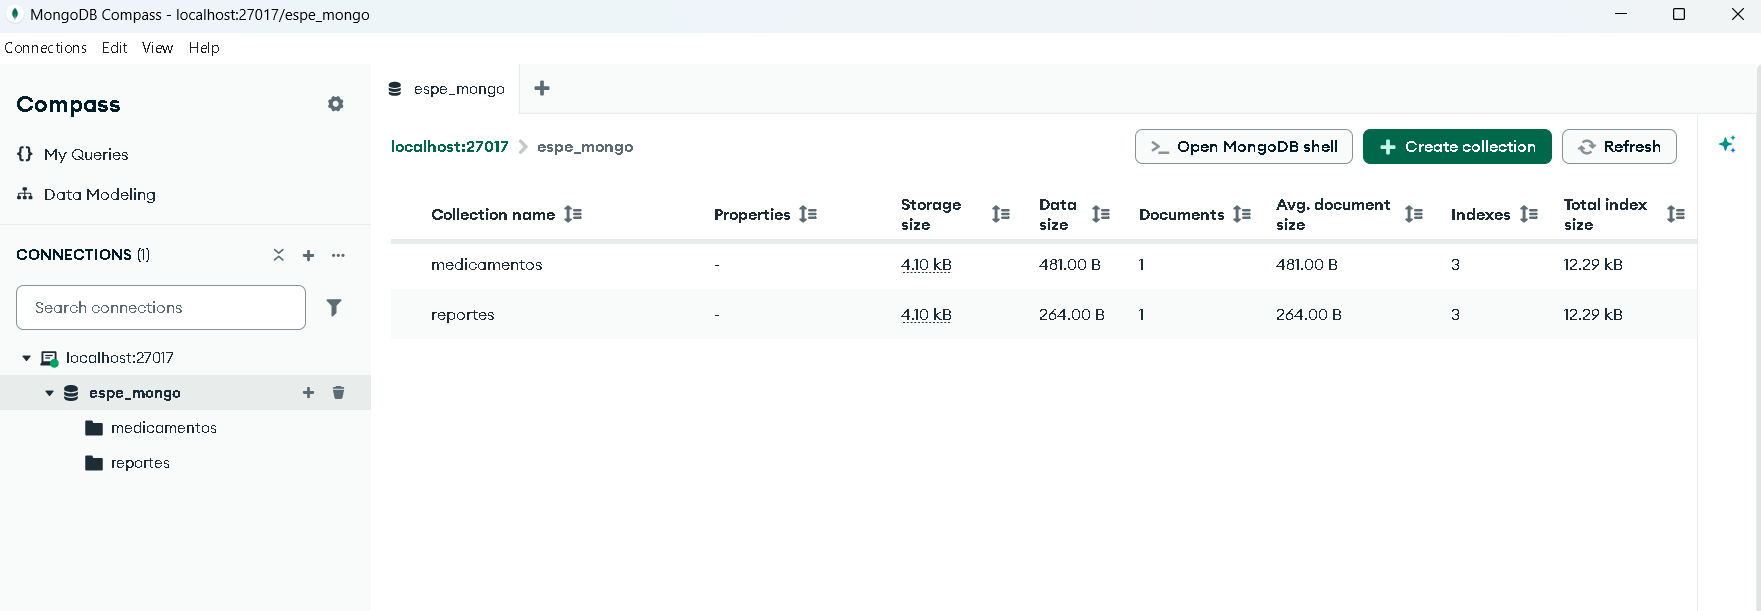 MongoDB Compass - localhost:27017/espe_mongo
Connections Edit View Help
Compass
My Queries
Data Modeling
CONNECTIONS (1)
Search connections
localhost:27017
espe_mongo
medicamentos
reportes
espe_mongo
localhost:27017 espe_mongo
Open MongoDB shell Create collection Refresh
Collection name Properties Storage size Data size Documents Avg. document size Indexes Total index size
medicamentos - 4.10 kB 481.00 B 1 481.00 B 3 12.29 kB
reportes - 4.10 kB 264.00 B 1 264.00 B 3 12.29 kB